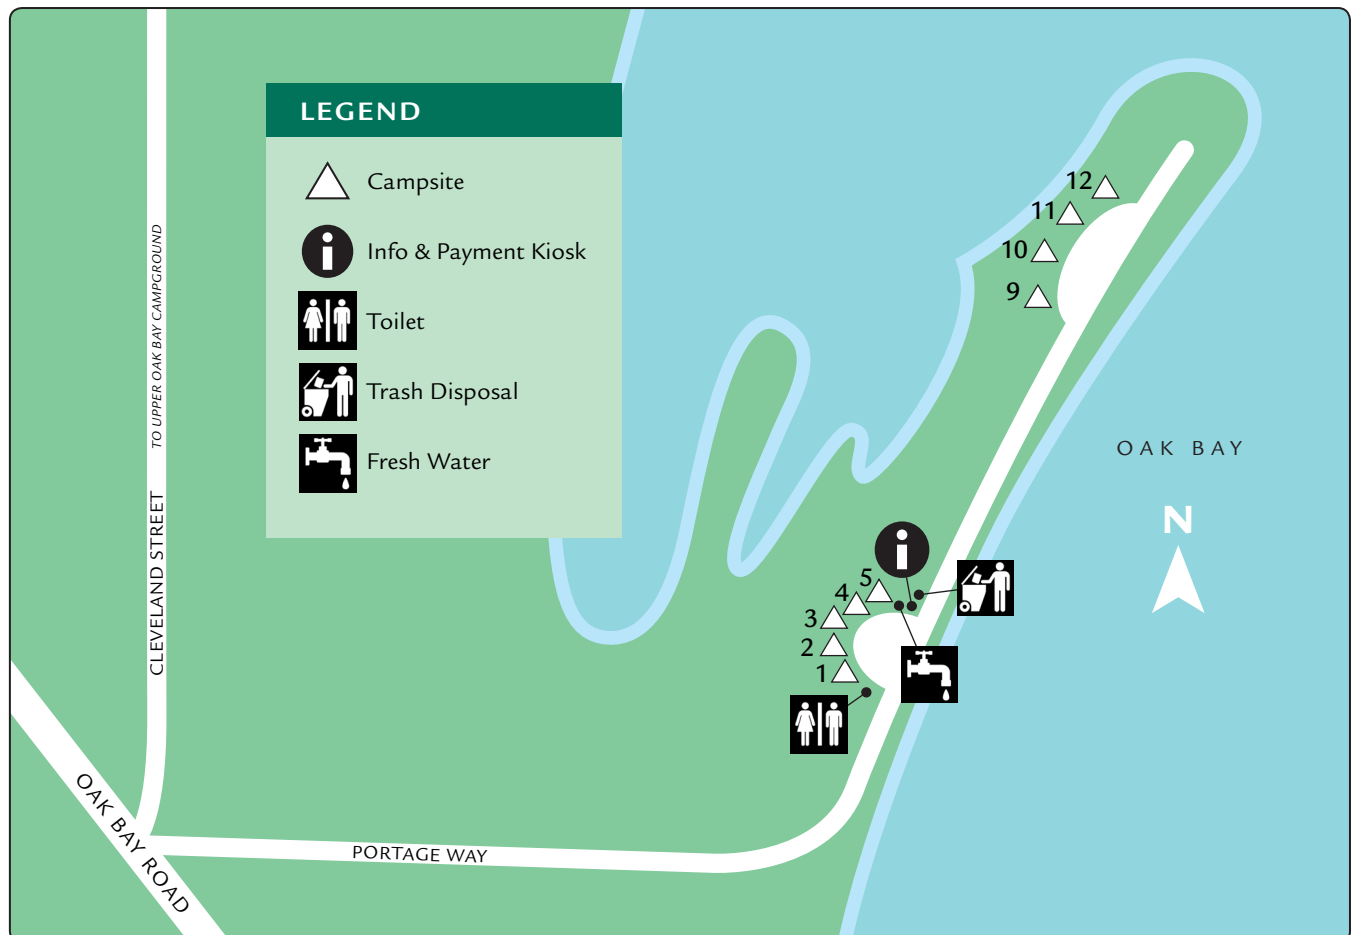 LEGEND
Campsite
Info & Payment Kiosk
Toilet
Trash Disposal
Fresh Water
TO UPPER OAK BAY CAMPGROUND
CLEVELAND STREET
OAK BAY ROAD
PORTAGE WAY
12
11
10
9
OAK BAY
N
5
4
3
2
1